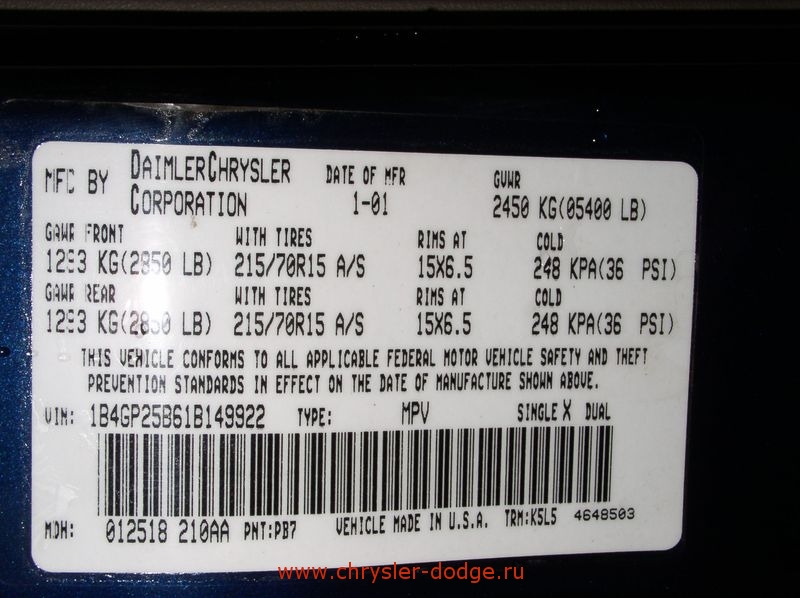 MFD BY DAIMLERCHRYSLER CORPORATION DATE OF MFR 1-01 GVWR 2450 KG(05400 LB)
GAWR FRONT WITH TIRES RIMS AT COLD
1293 KG(2850 LB) 215/70R15 A/S 15X6.5 248 KPA(36 PSI)
GAWR REAR WITH TIRES RIMS AT COLD
1293 KG(2850 LB) 215/70R15 A/S 15X6.5 248 KPA(36 PSI)
THIS VEHICLE CONFORMS TO ALL APPLICABLE FEDERAL MOTOR VEHICLE SAFETY AND THEFT
PREVENTION STANDARDS IN EFFECT ON THE DATE OF MANUFACTURE SHOWN ABOVE.
VIN: 1B4GP25B61B149922 TYPE: MPV SINGLE X DUAL
MDH: 012518 210AA PNT:PB7 VEHICLE MADE IN U.S.A. TRM:K5L5 4648503
www.chrysler-dodge.ru